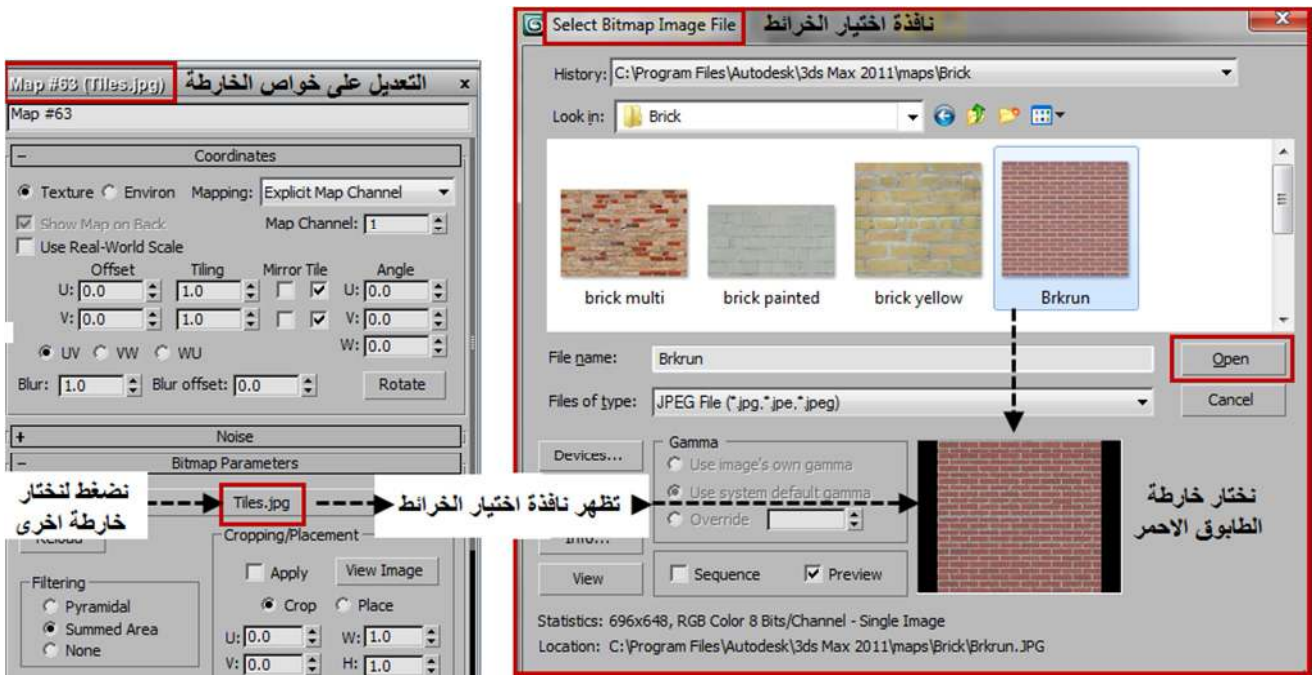 Map #63 (Tiles.jpg) التعديل على خواص الخارطة x
Map #63
− Coordinates
Texture Environ Mapping: Explicit Map Channel
Show Map on Back Map Channel: 1
Use Real-World Scale
Offset Tiling Mirror Tile Angle
U: 0.0 1.0 U: 0.0
V: 0.0 1.0 V: 0.0
UV VW WU W: 0.0
Blur: 1.0 Blur offset: 0.0 Rotate
+ Noise
− Bitmap Parameters
نضغط لنختار
خارطة اخرى
Tiles.jpg
تظهر نافذة اختيار الخرائط
Reload
Cropping/Placement
Apply View Image
Crop Place
U: 0.0 W: 1.0
V: 0.0 H: 1.0
Filtering
Pyramidal
Summed Area
None
Select Bitmap Image File نافذة اختيار الخرائط
History: C:\Program Files\Autodesk\3ds Max 2011\maps\Brick
Look in: Brick
brick multi brick painted brick yellow Brkrun
File name: Brkrun Open
Files of type: JPEG File (*.jpg,*.jpe,*.jpeg) Cancel
Devices...
Info...
View
Gamma
Use image's own gamma
Use system default gamma
Override
Sequence Preview
نختار خارطة
الطابوق الاحمر
Statistics: 696x648, RGB Color 8 Bits/Channel - Single Image
Location: C:\Program Files\Autodesk\3ds Max 2011\maps\Brick\Brkrun.JPG